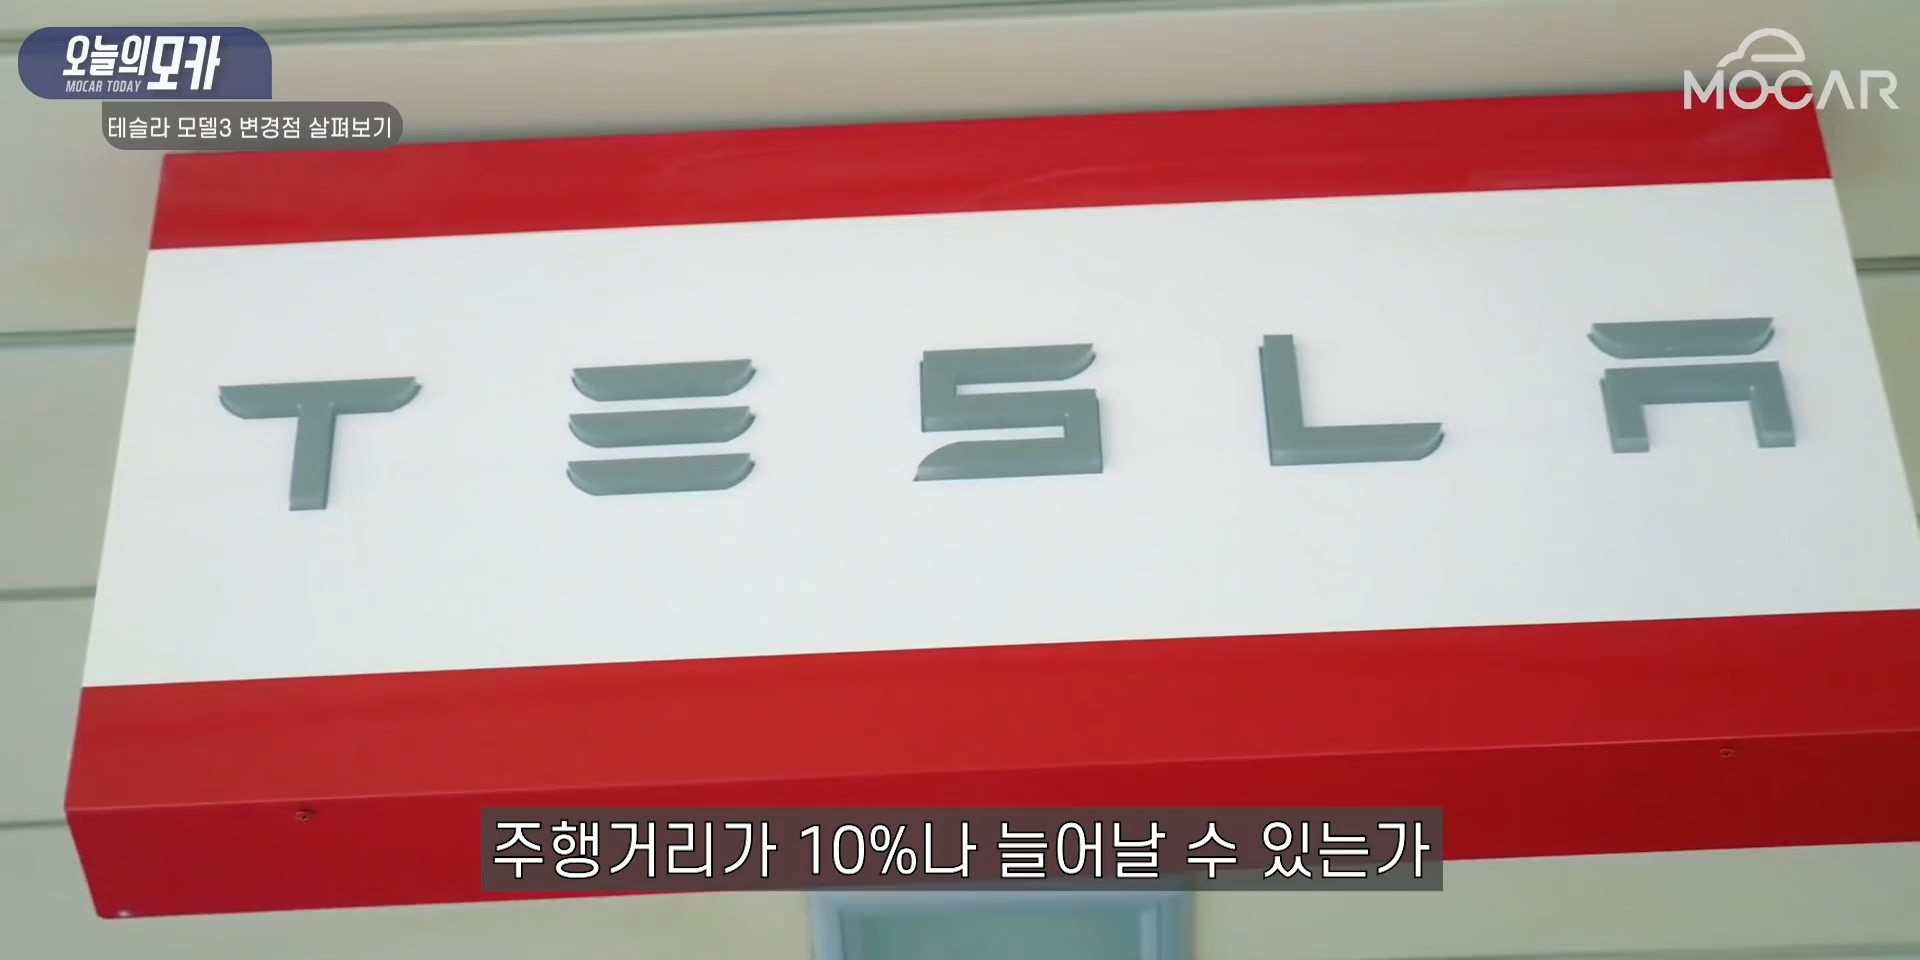 오늘의모카
MOCAR TODAY
테슬라 모델3 변경점 살펴보기
MOCAR
TESLA
주행거리가 10%나 늘어날 수 있는가